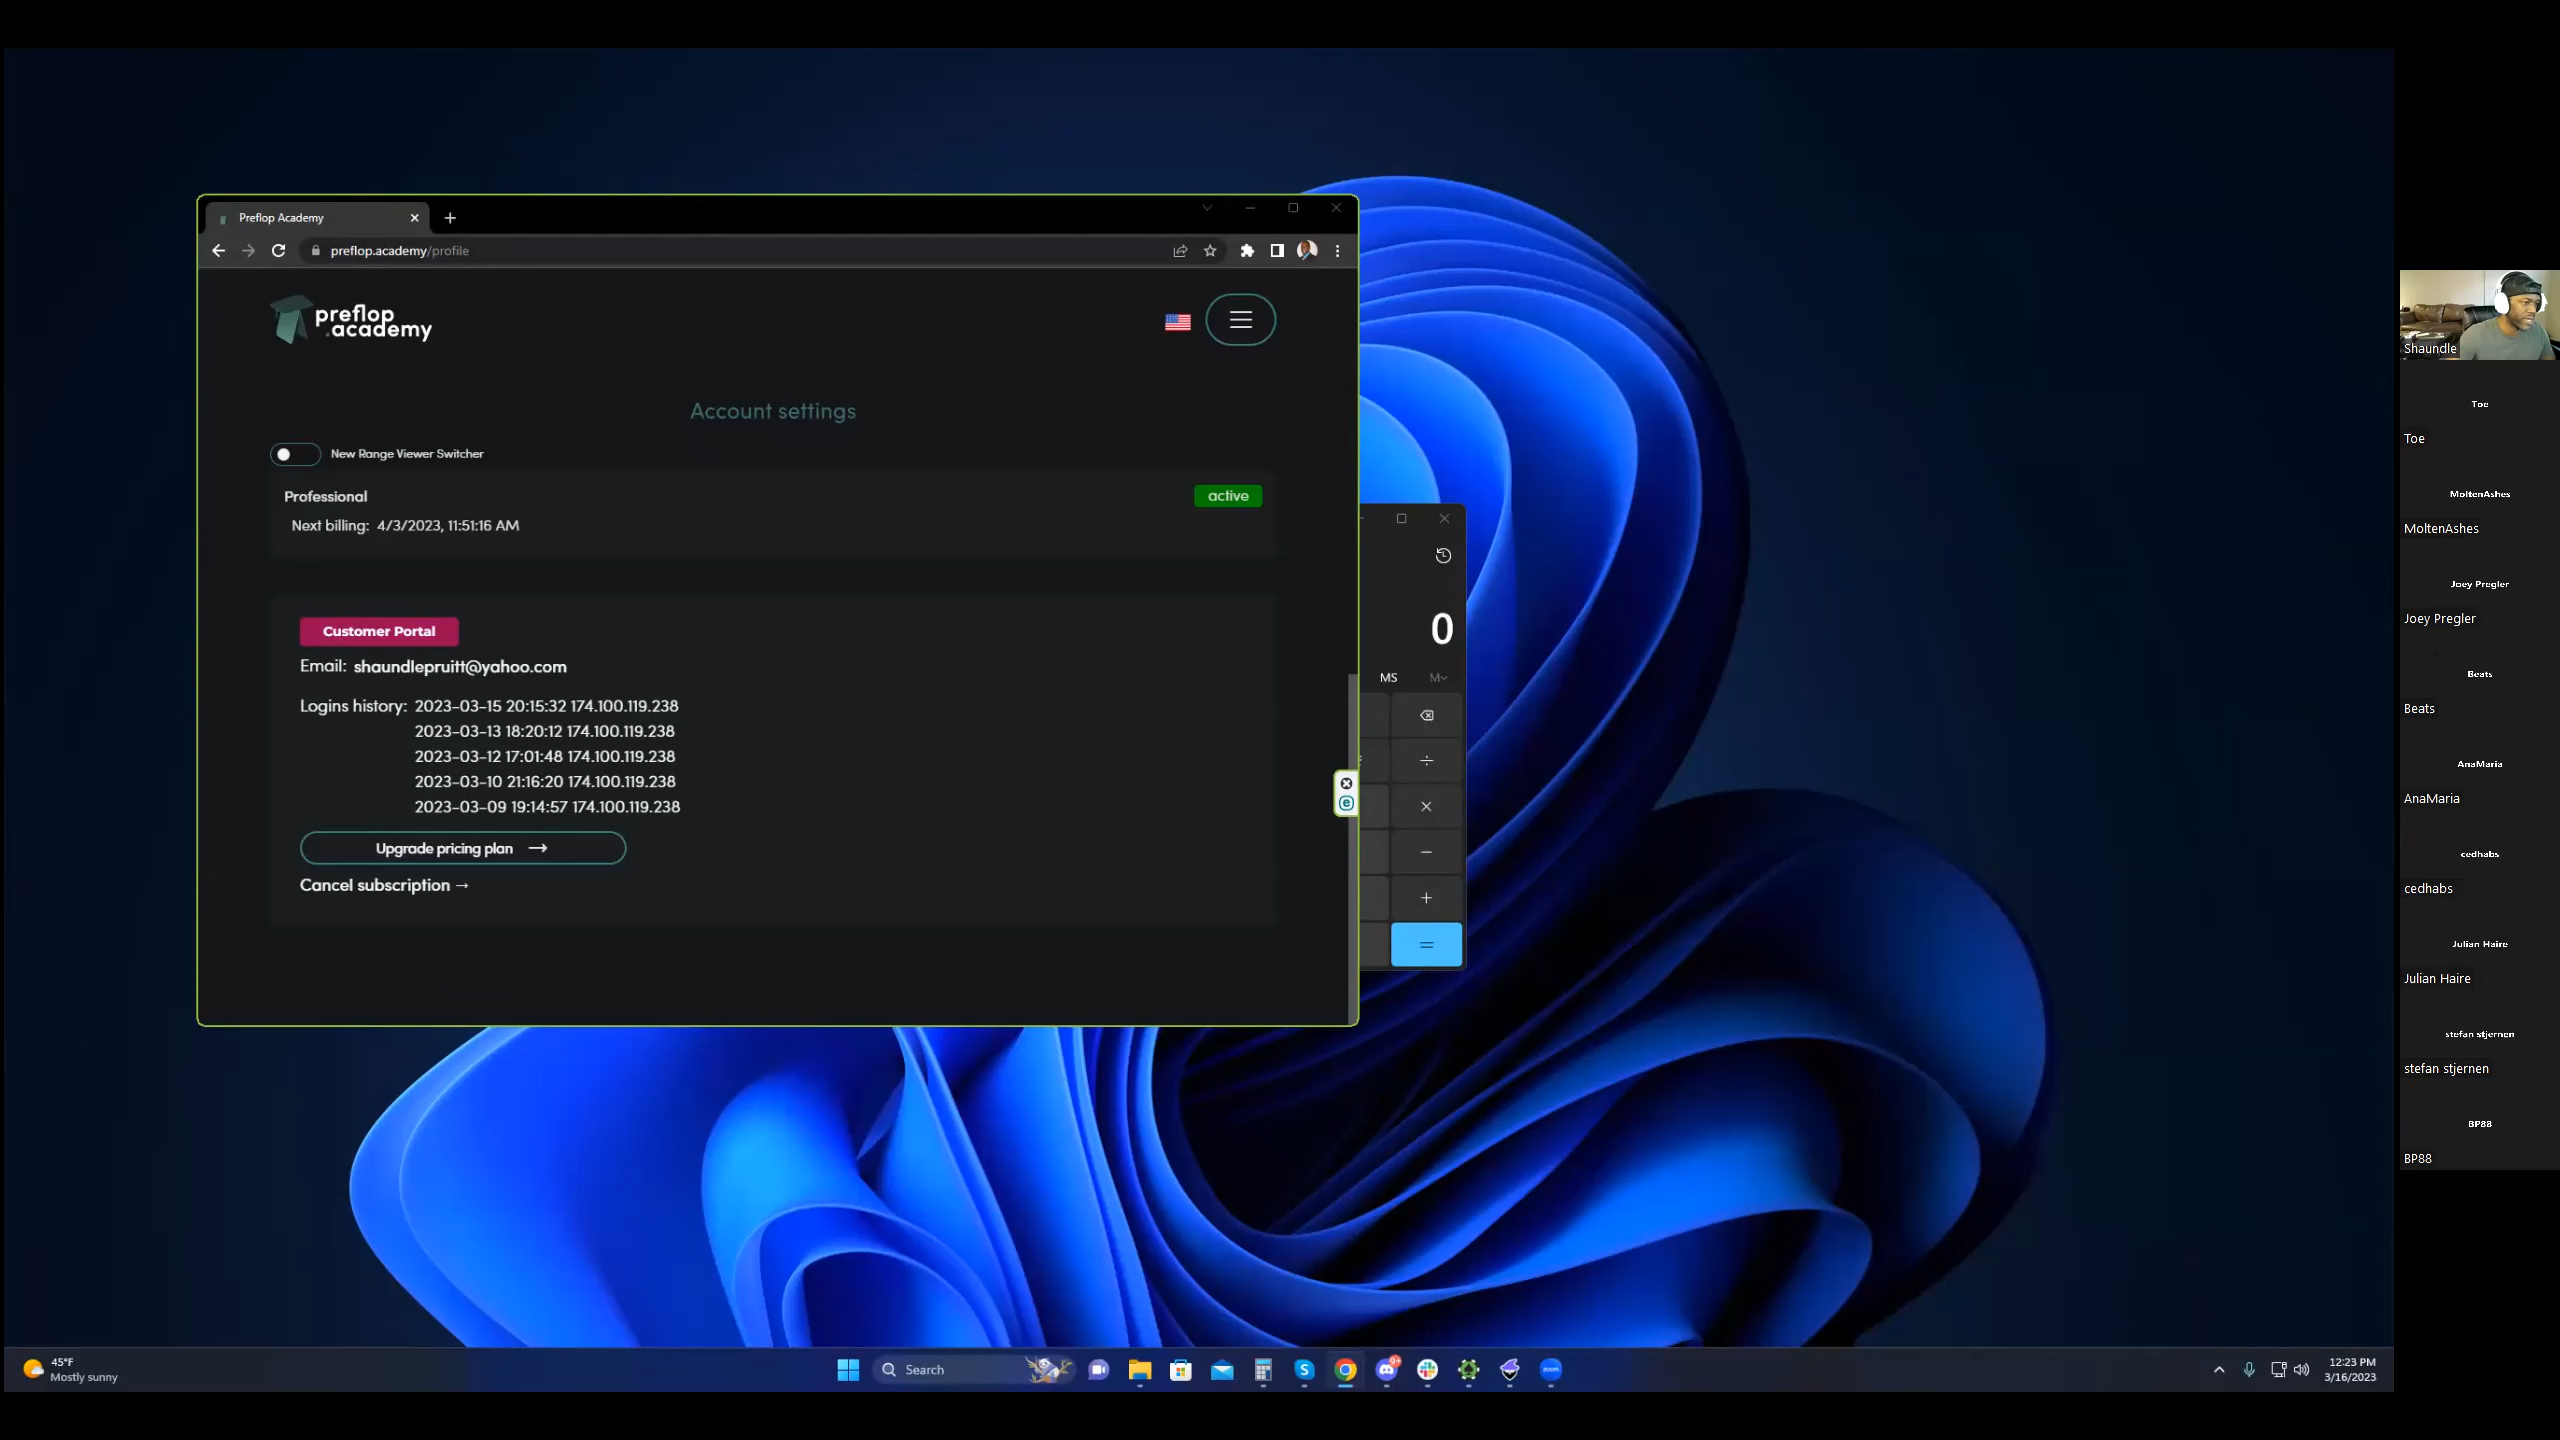 Preflop Academy
preflop.academy/profile
preflop
.academy
Account settings
New Range Viewer Switcher
Professional
active
Next billing: 4/3/2023, 11:51:16 AM
Customer Portal
Email: shaundlepruitt@yahoo.com
Logins history: 2023-03-15 20:15:32 174.100.119.238
2023-03-13 18:20:12 174.100.119.238
2023-03-12 17:01:48 174.100.119.238
2023-03-10 21:16:20 174.100.119.238
2023-03-09 19:14:57 174.100.119.238
Upgrade pricing plan →
Cancel subscription →
0
MS
M
÷
×
−
+
=
Shaundle
Toe
Toe
MoltenAshes
MoltenAshes
Joey Pregler
Joey Pregler
Beats
Beats
AnaMaria
AnaMaria
cedhabs
cedhabs
Julian Haire
Julian Haire
stefan stjernen
stefan stjernen
BP88
BP88
45°F
Mostly sunny
Search
9+
zoom
12:23 PM
3/16/2023